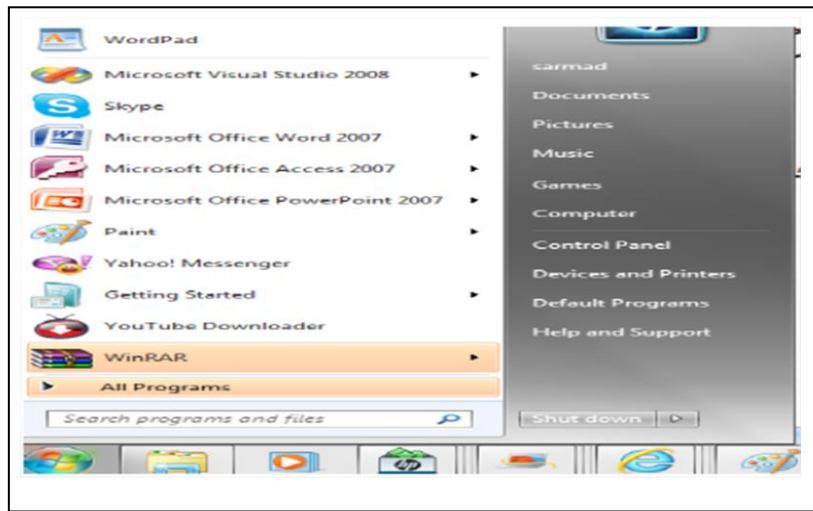 WordPad
Microsoft Visual Studio 2008
Skype
Microsoft Office Word 2007
Microsoft Office Access 2007
Microsoft Office PowerPoint 2007
Paint
Yahoo! Messenger
Getting Started
YouTube Downloader
WinRAR
All Programs
Search programs and files
sarmad
Documents
Pictures
Music
Games
Computer
Control Panel
Devices and Printers
Default Programs
Help and Support
Shut down
hp